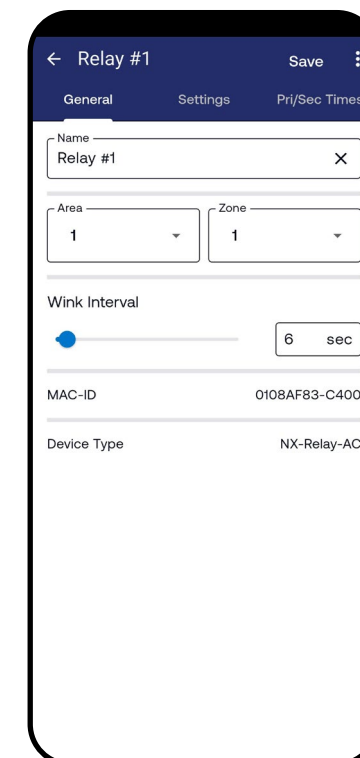 ← Relay #1 Save
General Settings Pri/Sec Times
Name
Relay #1
Area Zone
1 1
Wink Interval
6 sec
MAC-ID 0108AF83-C400
Device Type NX-Relay-AC